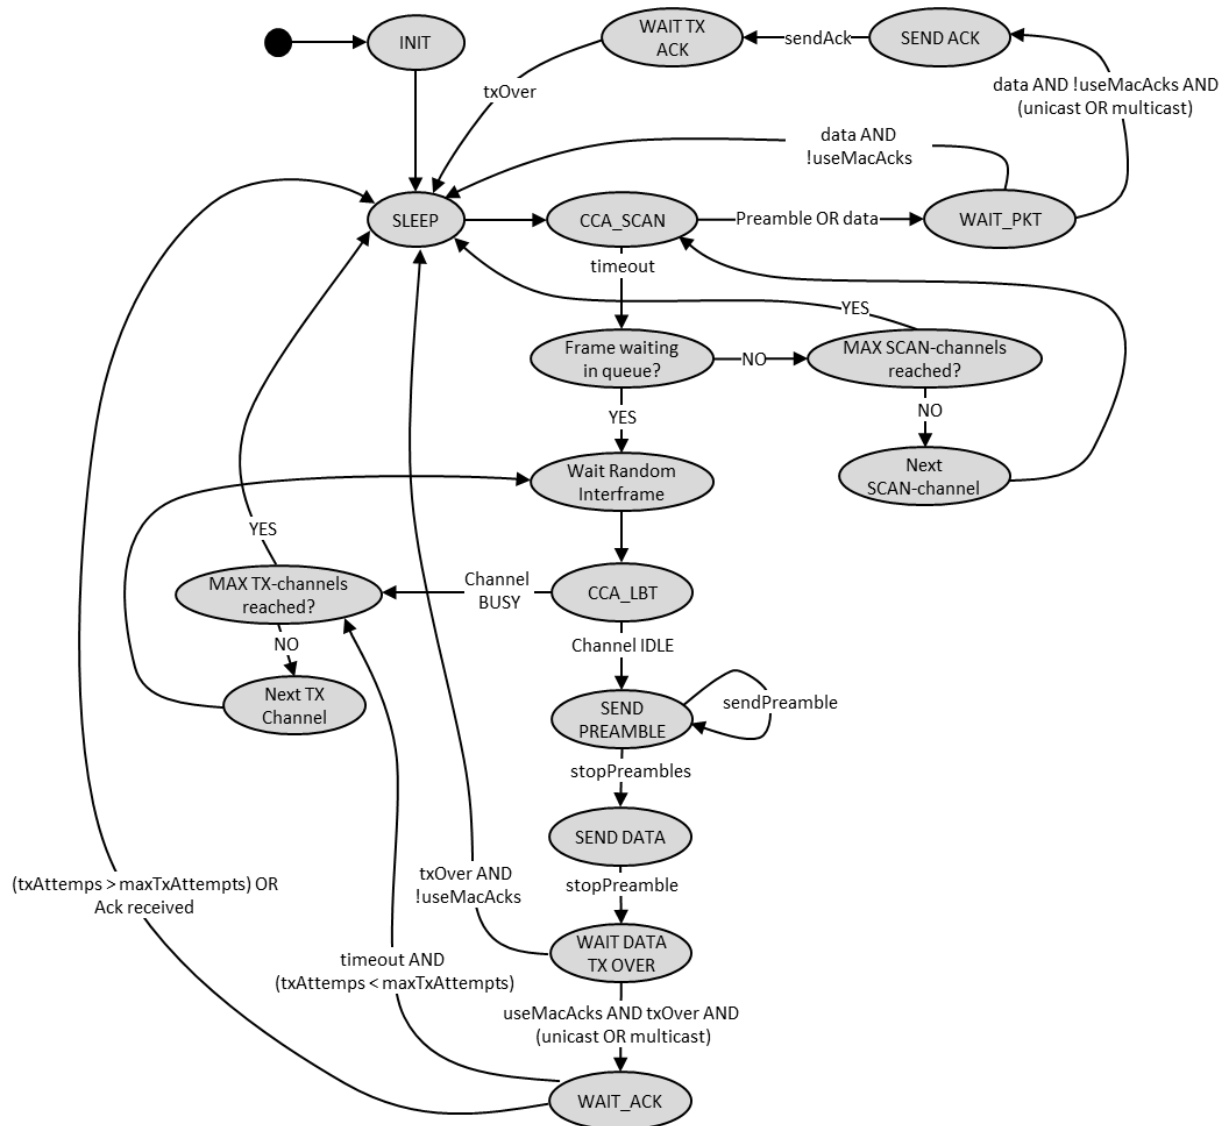 INIT
WAIT TX
ACK
sendAck
SEND ACK
txOver
data AND !useMacAcks AND
(unicast OR multicast)
data AND
!useMacAcks
SLEEP
CCA_SCAN
Preamble OR data
WAIT_PKT
timeout
YES
Frame waiting
in queue?
NO
MAX SCAN-channels
reached?
YES
NO
Wait Random
Interframe
Next
SCAN-channel
YES
MAX TX-channels
reached?
Channel
BUSY
CCA_LBT
NO
Channel IDLE
Next TX
Channel
SEND
PREAMBLE
sendPreamble
stopPreambles
SEND DATA
(txAttemps > maxTxAttempts) OR
Ack received
txOver AND
!useMacAcks
stopPreamble
WAIT DATA
TX OVER
timeout AND
(txAttemps < maxTxAttempts)
useMacAcks AND txOver AND
(unicast OR multicast)
WAIT_ACK